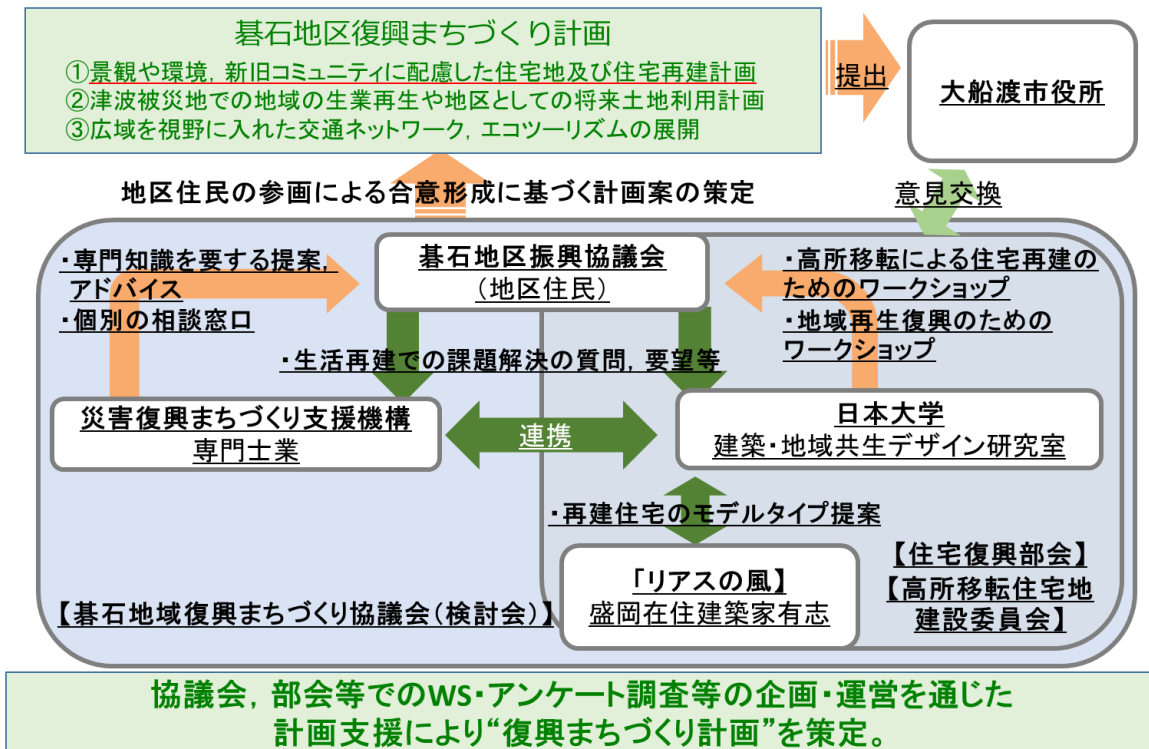 碁石地区復興まちづくり計画
①景観や環境，新旧コミュニティに配慮した住宅地及び住宅再建計画
②津波被災地での地域の生業再生や地区としての将来土地利用計画
③広域を視野に入れた交通ネットワーク，エコツーリズムの展開
提出
大船渡市役所
地区住民の参画による合意形成に基づく計画案の策定
意見交換
・専門知識を要する提案，
アドバイス
・個別の相談窓口
碁石地区振興協議会
（地区住民）
・高所移転による住宅再建の
ためのワークショップ
・地域再生復興のための
ワークショップ
・生活再建での課題解決の質問，要望等
災害復興まちづくり支援機構
専門士業
連携
日本大学
建築・地域共生デザイン研究室
・再建住宅のモデルタイプ提案
「リアスの風】
盛岡在住建築家有志
【住宅復興部会】
【高所移転住宅地
建設委員会】
【碁石地域復興まちづくり協議会（検討会）】
協議会，部会等でのWS・アンケート調査等の企画・運営を通じた
計画支援により“復興まちづくり計画”を策定。